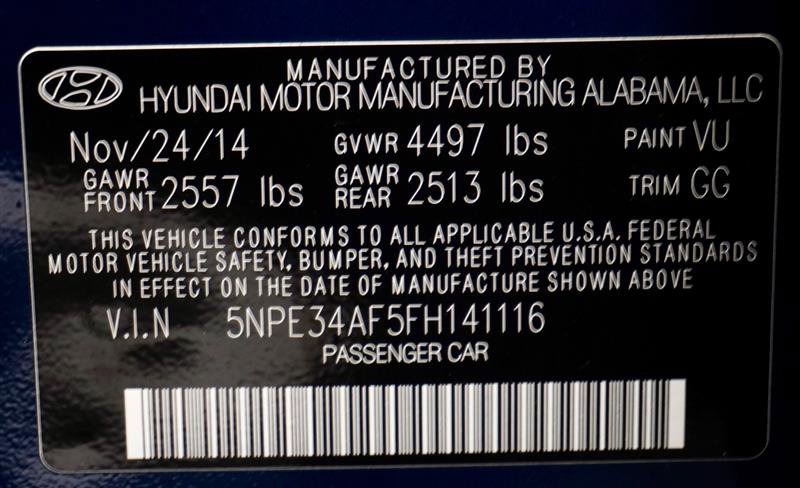 MANUFACTURED BY
HYUNDAI MOTOR MANUFACTURING ALABAMA, LLC
Nov/24/14 GVWR 4497 lbs PAINT VU
GAWR FRONT 2557 lbs GAWR REAR 2513 lbs TRIM GG
THIS VEHICLE CONFORMS TO ALL APPLICABLE U.S.A. FEDERAL
MOTOR VEHICLE SAFETY, BUMPER, AND THEFT PREVENTION STANDARDS
IN EFFECT ON THE DATE OF MANUFACTURE SHOWN ABOVE
V.I.N 5NPE34AF5FH141116
PASSENGER CAR